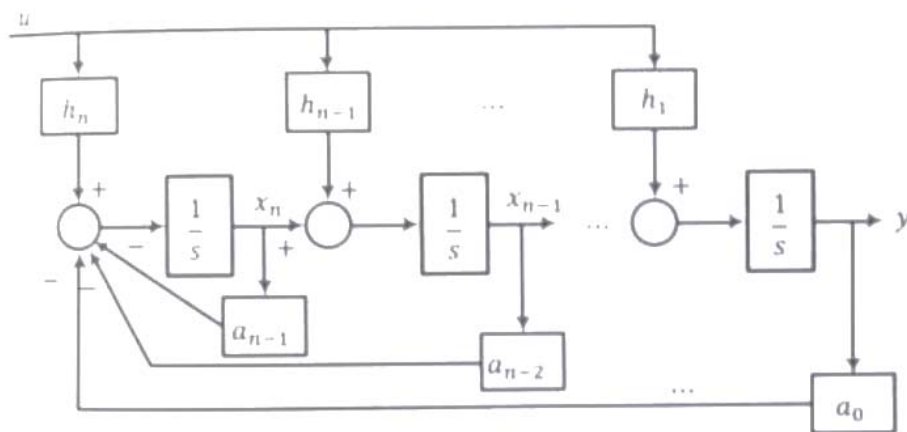 u
h_n
h_{n-1}
...
h_1
+
+
+
1/s
x_n
1/s
x_{n-1}
...
1/s
y
−
+
− −
a_{n-1}
a_{n-2}
...
a_0